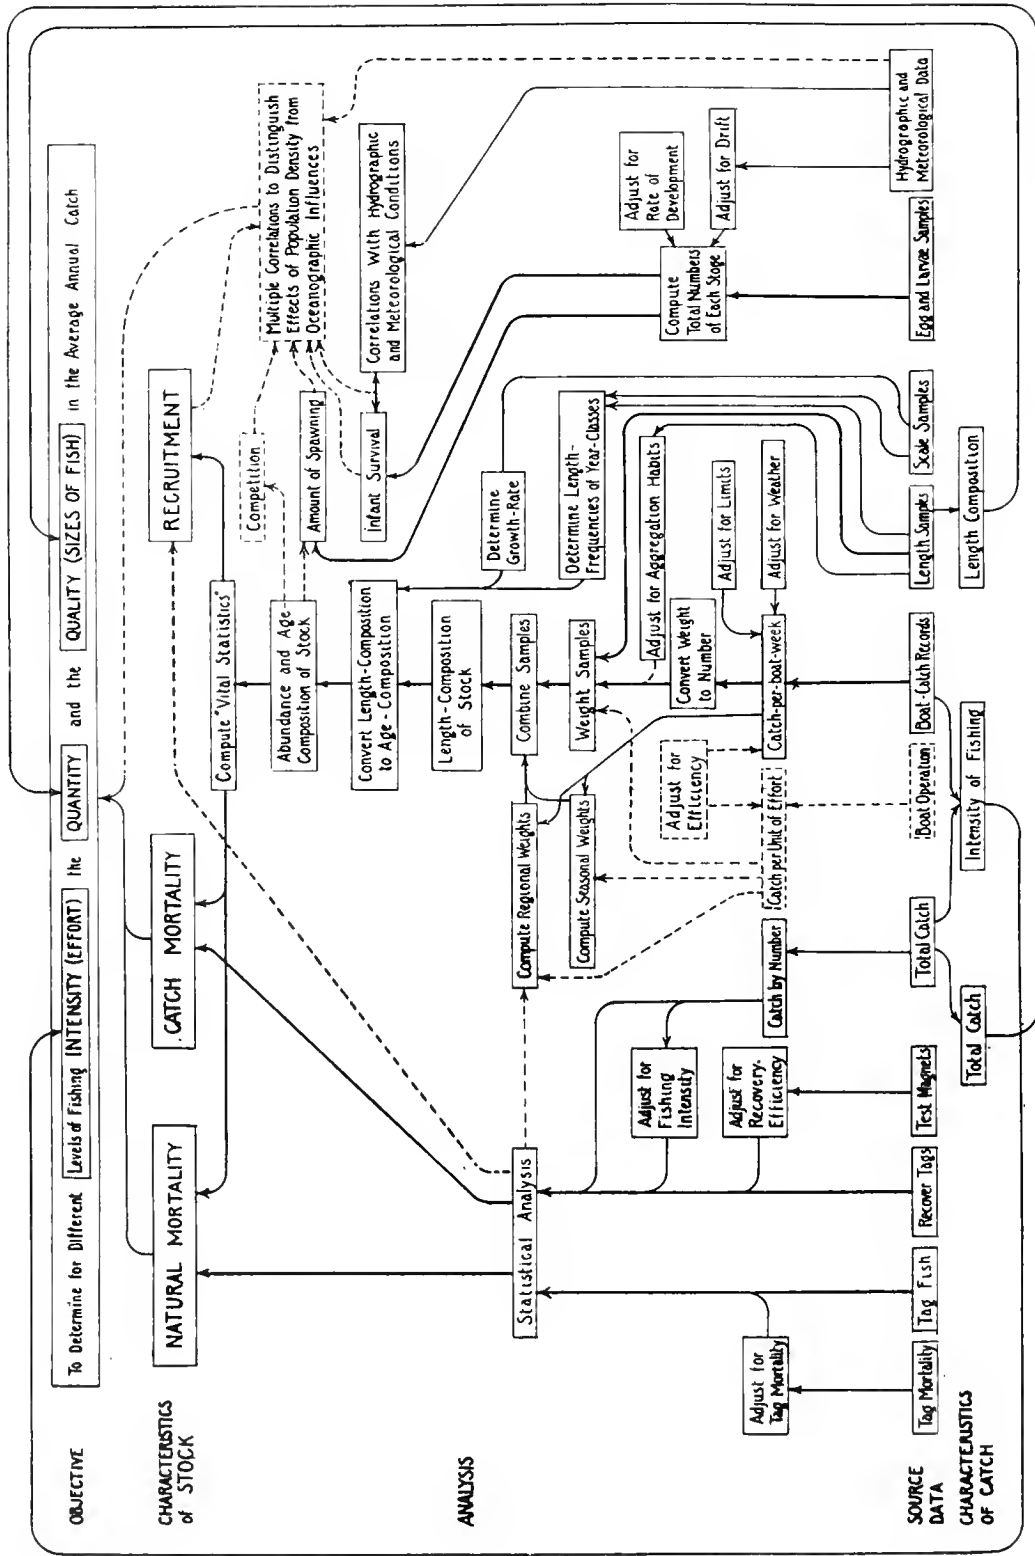 OBJECTIVE
To Determine for Different Levels of Fishing INTENSITY (EFFORT) the QUANTITY and the QUALITY (SIZES OF FISH) in the Average Annual Catch
CHARACTERISTICS
of STOCK
NATURAL MORTALITY
CATCH MORTALITY
RECRUITMENT
ANALYSIS
Compute "Vital Statistics"
Multiple Correlations to Distinguish
Effects of Population Density from
Oceanographic Influences
Competition
Abundance and Age
Composition of Stock
Amount of Spawning
Infant Survival
Correlations With Hydrographic
and Meteorological Conditions
Convert Length-Composition
to Age-Composition
Determine
Growth-Rate
Length-Composition
of Stock
Determine Length-
Frequencies of Year-Classes
Statistical Analysis
Compute Regional Weights
Combine Samples
Compute Seasonal Weights
Weight Samples
Adjust for Aggregation Habits
Adjust for
Fishing
Intensity
Adjust for
Efficiency
Convert Weight
to Number
Adjust for Limits
Compute
Total Numbers
of Each Stage
Adjust for
Rate of
Development
Adjust for Drift
Adjust for
Tag Mortality
Adjust for
Recovery-
Efficiency
Catch by Number
Catch per Unit of Effort
Catch-per-boat-week
Adjust for Weather
SOURCE
DATA
Tag Mortality
Tag Fish
Recover Tags
Test Magnets
Total Catch
Boat Operation
Boat-Catch Records
Length Samples
Scale Samples
Egg and Larvae Samples
Hydrographic and
Meteorological Data
CHARACTERISTICS
OF CATCH
Total Catch
Intensity of Fishing
Length Composition